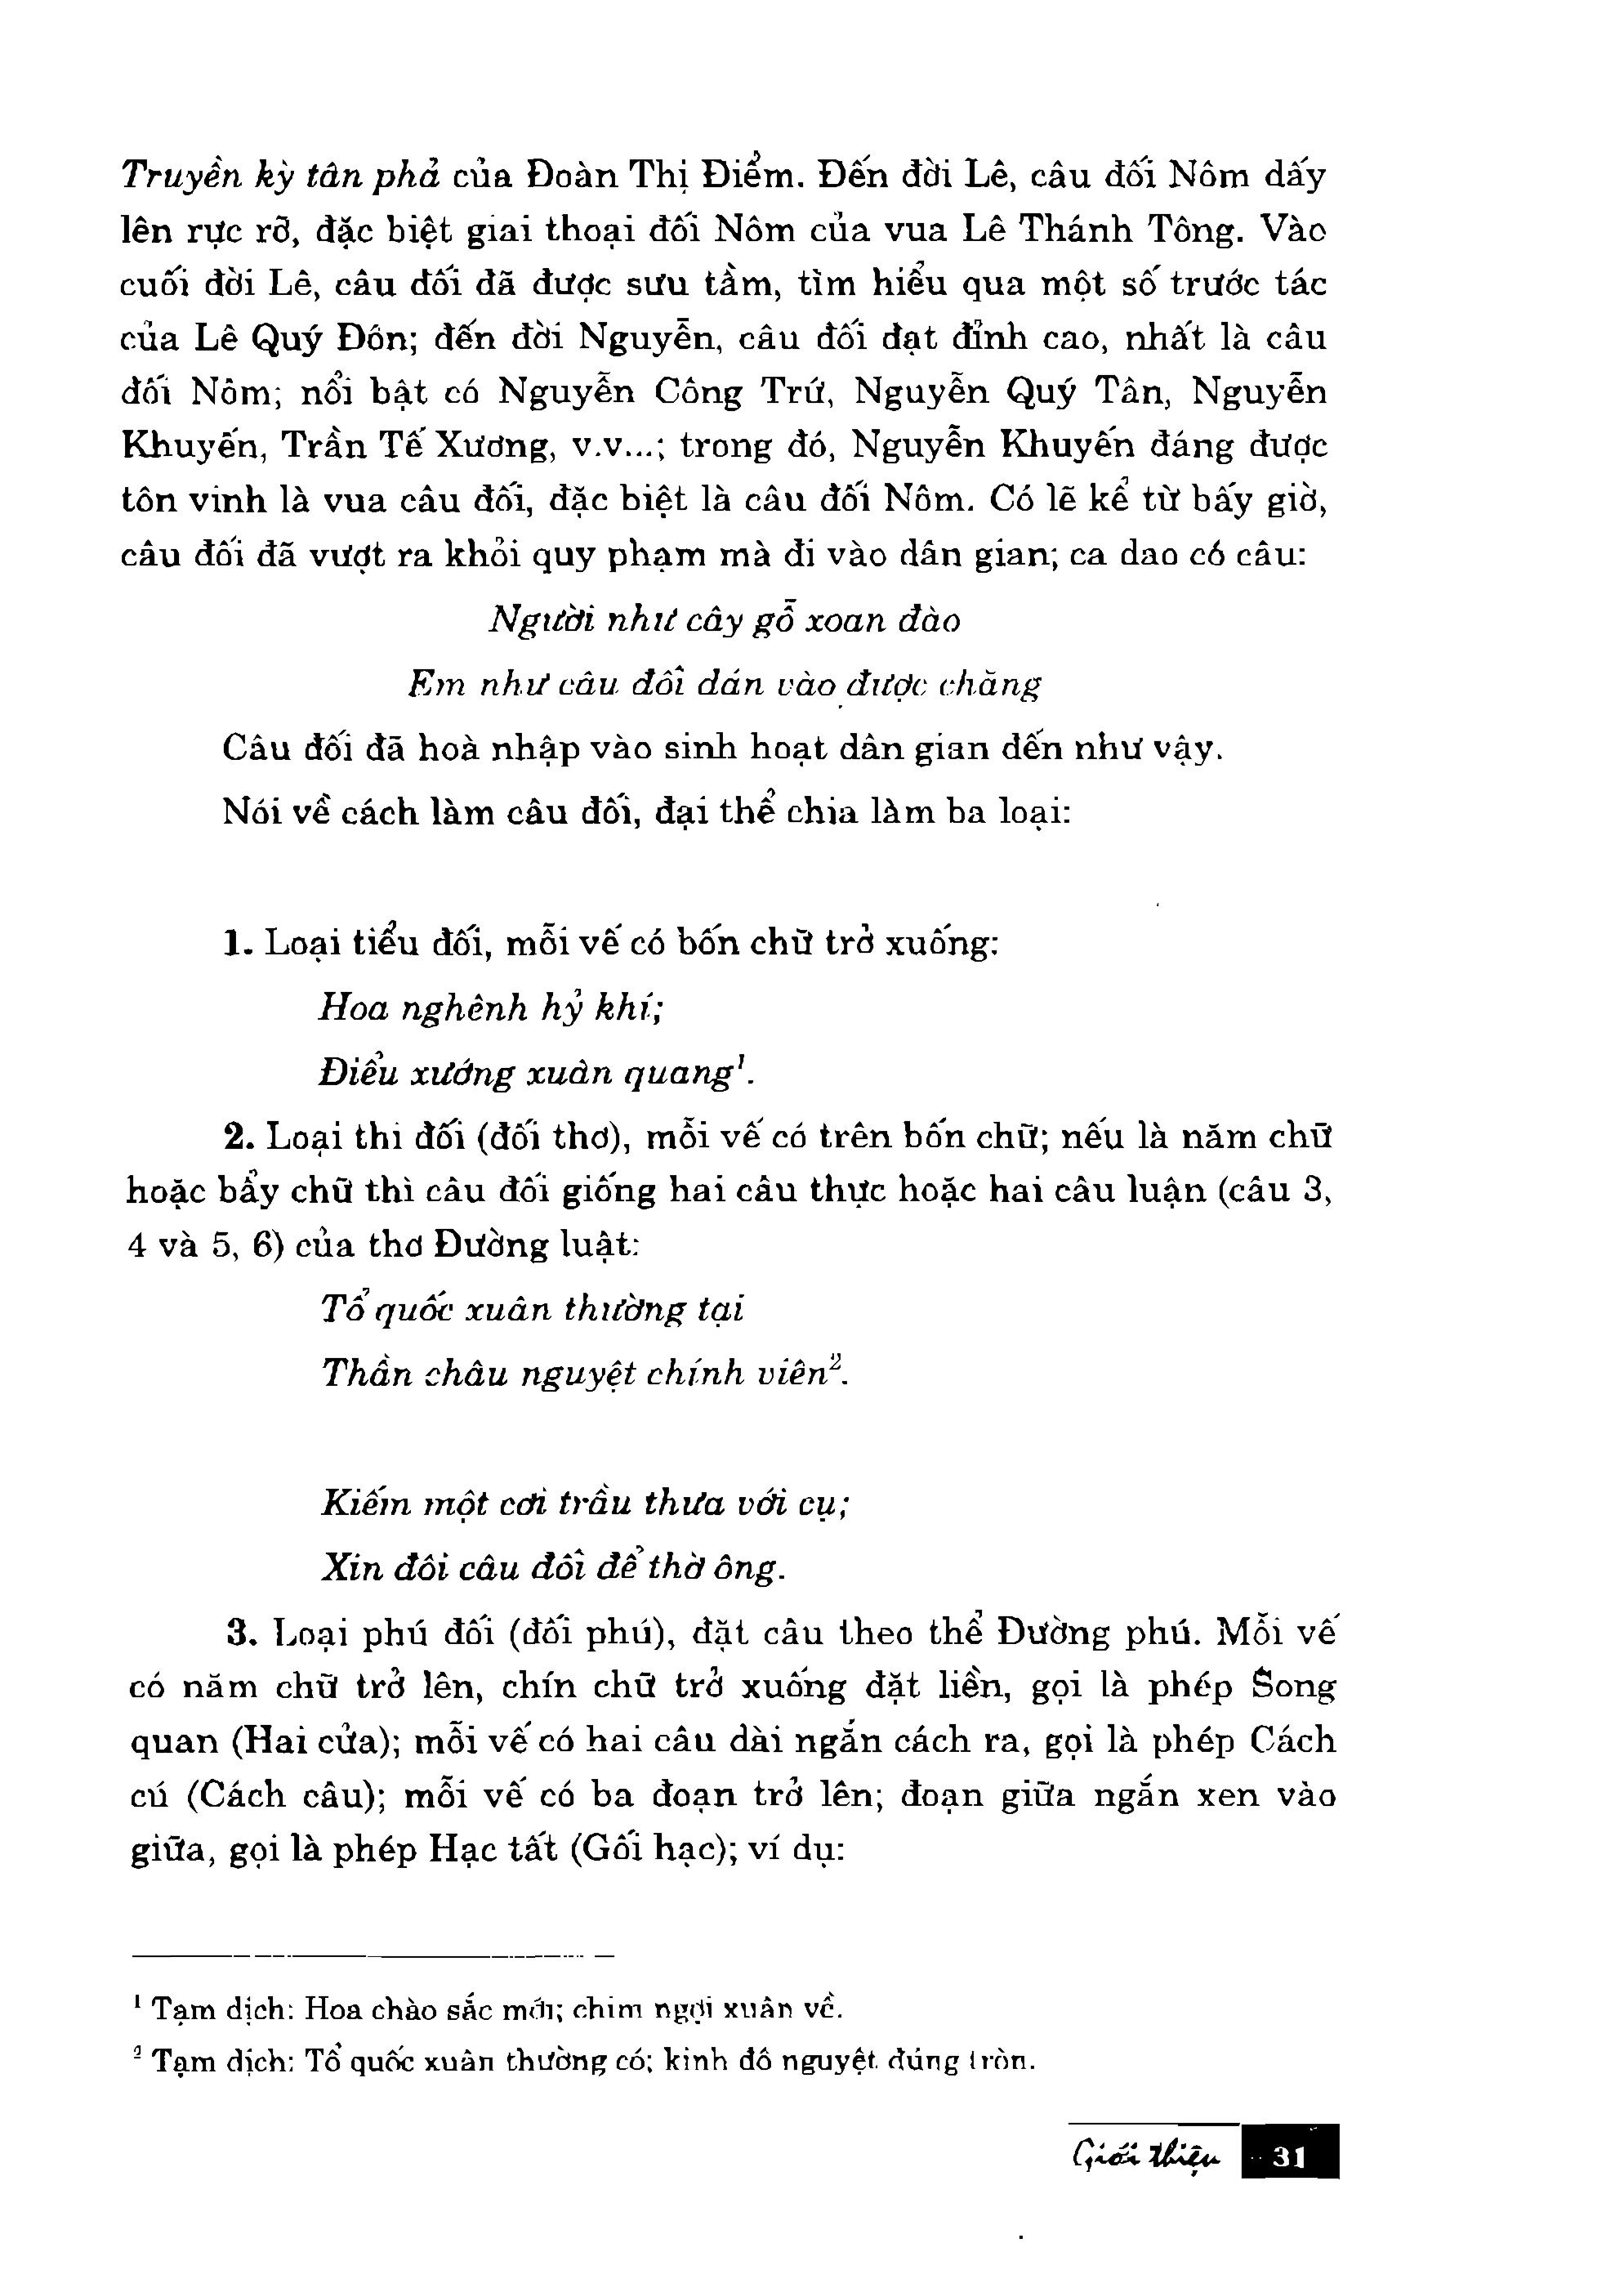 Truyền kỳ tân phả của Đoàn Thị Điểm. Đến đời Lê, câu đối Nôm dấy
lên rực rỡ, đặc biệt giai thoại đối Nôm của vua Lê Thánh Tông. Vào
cuối đời Lê, câu đối đã được sưu tầm, tìm hiểu qua một số trước tác
của Lê Quý Đôn; đến đời Nguyễn, câu đối đạt đỉnh cao, nhất là câu
đối Nôm; nổi bật có Nguyễn Công Trứ, Nguyễn Quý Tân, Nguyễn
Khuyến, Trần Tế Xương, v.v...; trong đó, Nguyễn Khuyến đáng được
tôn vinh là vua câu đối, đặc biệt là câu đối Nôm. Có lẽ kể từ bấy giờ,
câu đối đã vượt ra khỏi quy phạm mà đi vào dân gian; ca dao có câu:
Người như cây gỗ xoan đào
Em như câu đối dán vào được chăng
Câu đối đã hoà nhập vào sinh hoạt dân gian đến như vậy.
Nói về cách làm câu đối, đại thể chia làm ba loại:
1. Loại tiểu đối, mỗi vế có bốn chữ trở xuống:
Hoa nghênh hỷ khí;
Điểu xướng xuân quang¹.
2. Loại thi đối (đối thơ), mỗi vế có trên bốn chữ; nếu là năm chữ
hoặc bẩy chữ thì câu đối giống hai câu thực hoặc hai câu luận (câu 3,
4 và 5, 6) của thơ Đường luật:
Tổ quốc xuân thường tại
Thần châu nguyệt chính viên².
Kiếm một cơi trầu thưa với cụ;
Xin đôi câu đối để thờ ông.
3. Loại phú đối (đối phú), đặt câu theo thể Đường phú. Mỗi vế
có năm chữ trở lên, chín chữ trở xuống đặt liền, gọi là phép Song
quan (Hai cửa); mỗi vế có hai câu dài ngắn cách ra, gọi là phép Cách
cú (Cách câu); mỗi vế có ba đoạn trở lên; đoạn giữa ngắn xen vào
giữa, gọi là phép Hạc tất (Gối hạc); ví dụ:
¹ Tạm dịch: Hoa chào sắc mới; chim ngợi xuân về.
² Tạm dịch: Tổ quốc xuân thường có; kinh đô nguyệt đúng tròn.
Giới thiệu 31